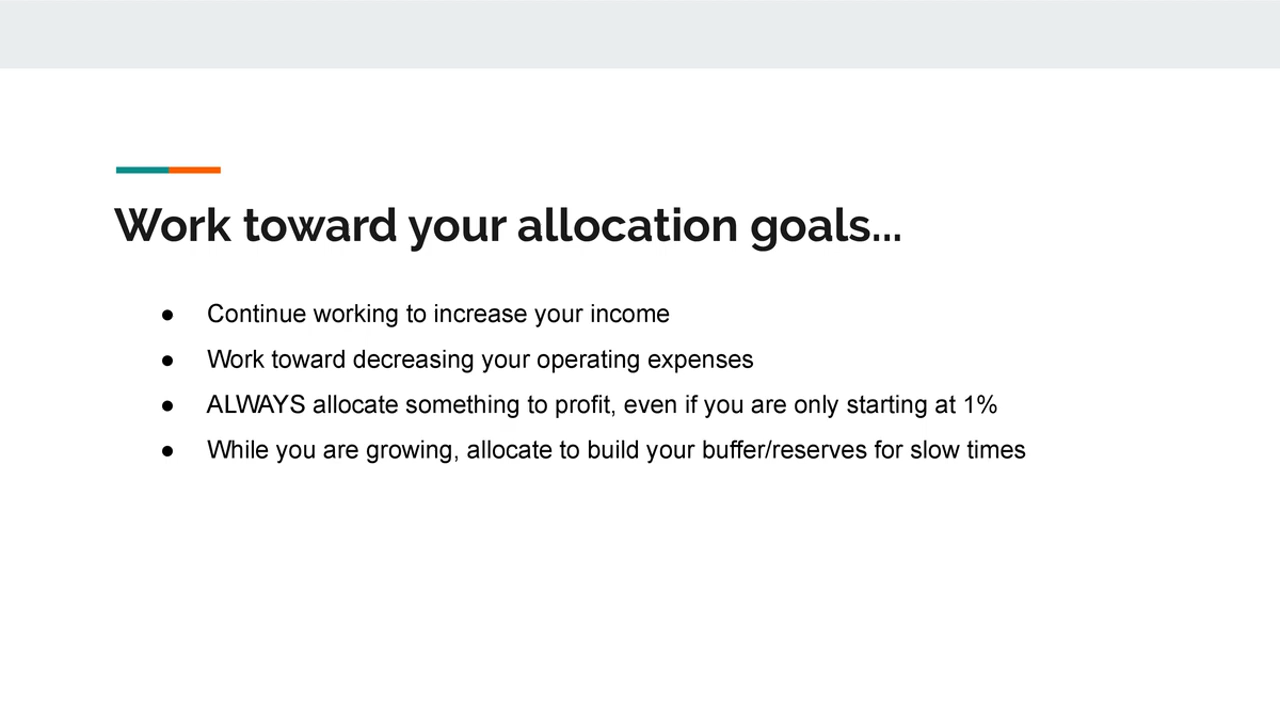 Work toward your allocation goals...
● Continue working to increase your income
● Work toward decreasing your operating expenses
● ALWAYS allocate something to profit, even if you are only starting at 1%
● While you are growing, allocate to build your buffer/reserves for slow times